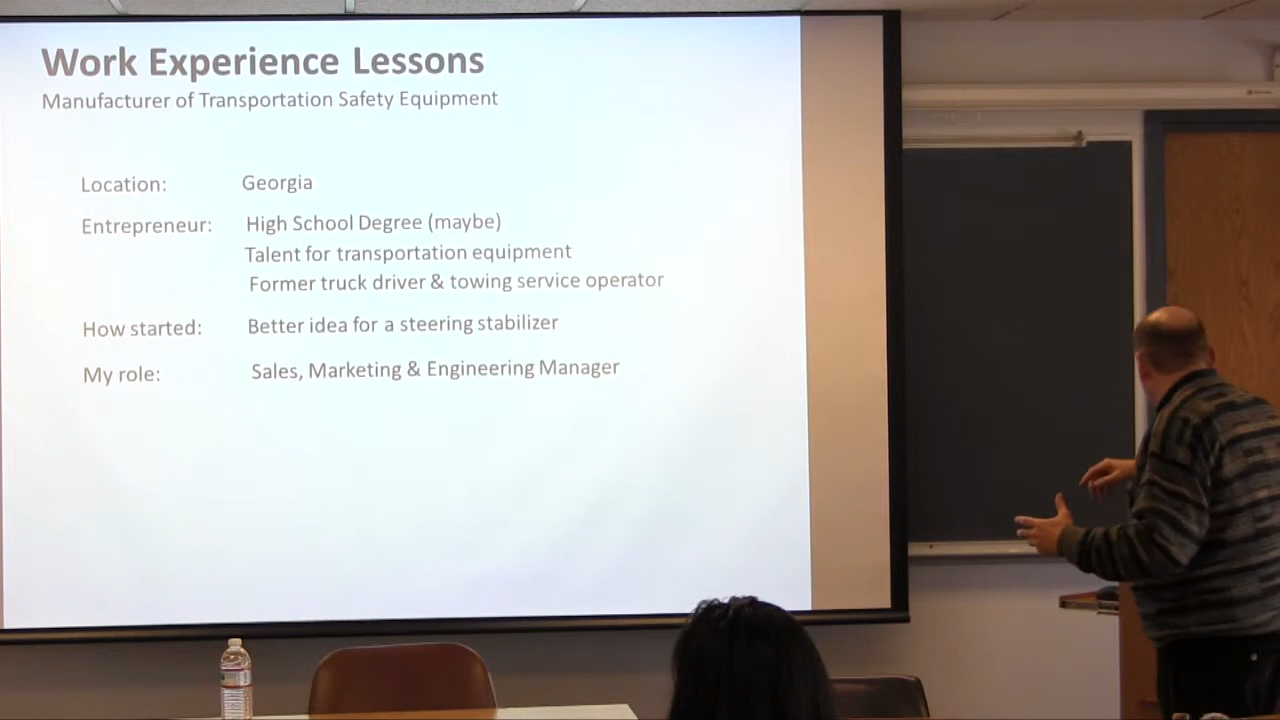 Work Experience Lessons
Manufacturer of Transportation Safety Equipment
Location: Georgia
Entrepreneur: High School Degree (maybe)
Talent for transportation equipment
Former truck driver & towing service operator
How started: Better idea for a steering stabilizer
My role: Sales, Marketing & Engineering Manager